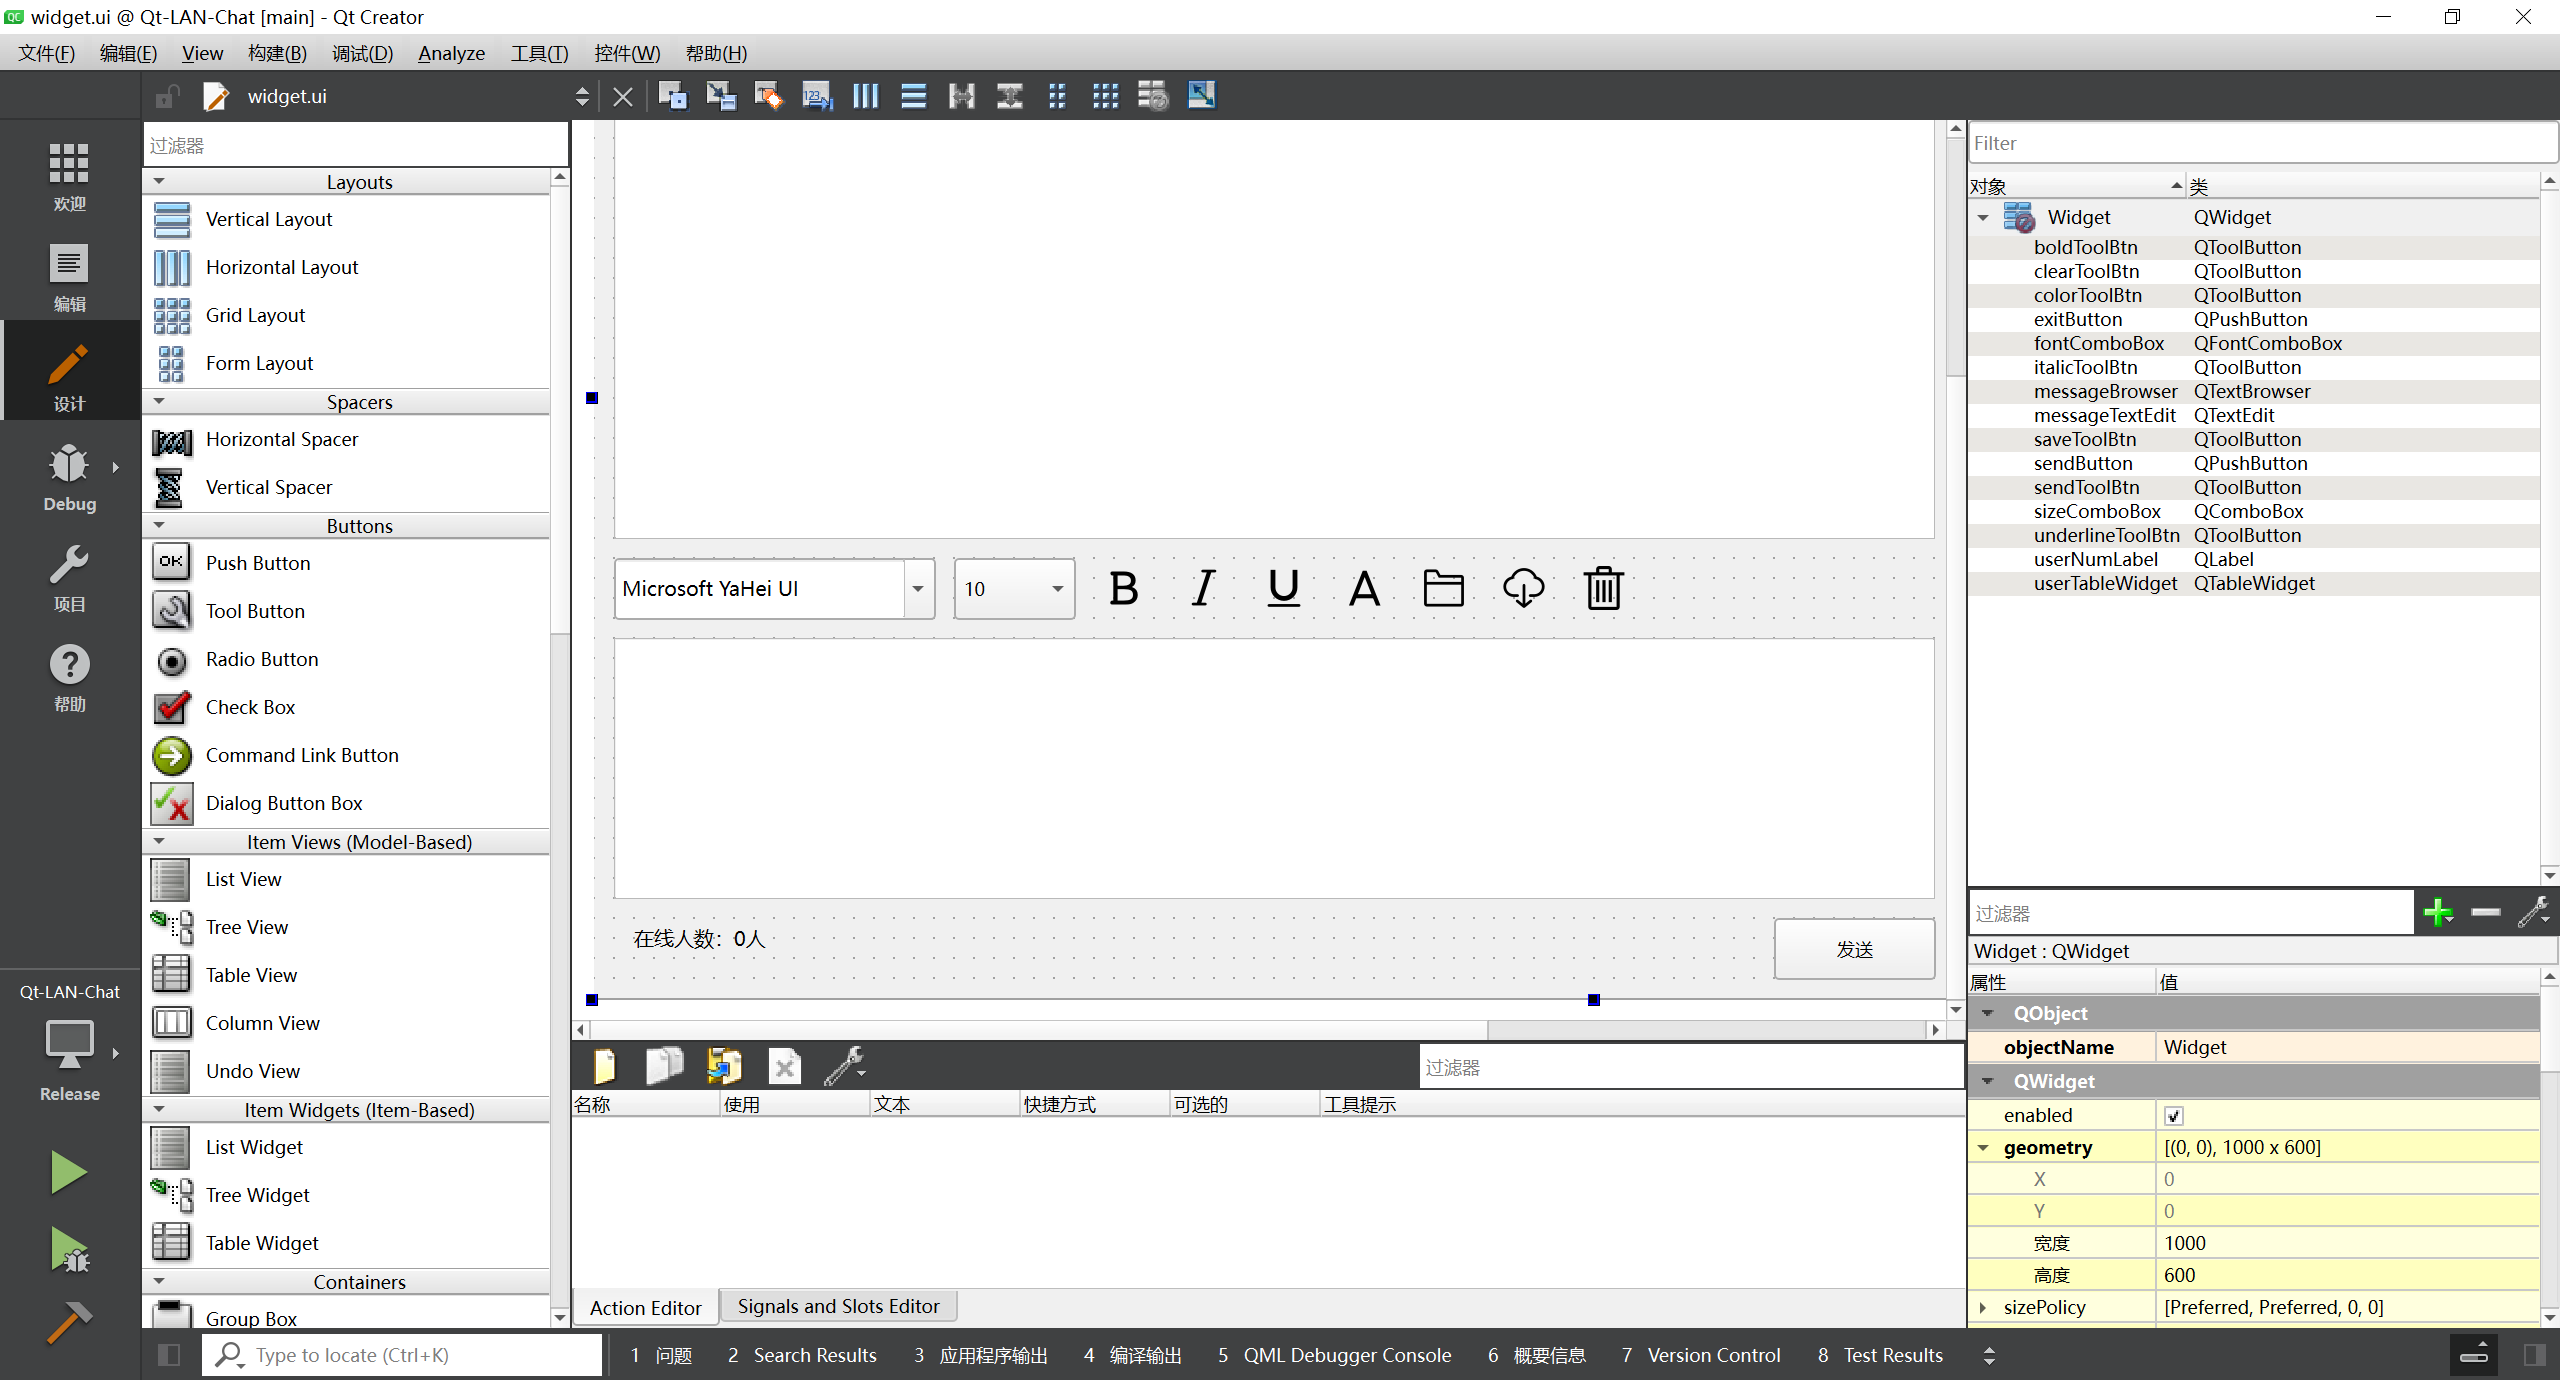 widget.ui @ Qt-LAN-Chat [main] - Qt Creator
文件(F) 编辑(E) View 构建(B) 调试(D) Analyze 工具(T) 控件(W) 帮助(H)
widget.ui
欢迎
编辑
设计
Debug
项目
帮助
Qt-LAN-Chat
Release
过滤器
Layouts
Vertical Layout
Horizontal Layout
Grid Layout
Form Layout
Spacers
Horizontal Spacer
Vertical Spacer
Buttons
Push Button
Tool Button
Radio Button
Check Box
Command Link Button
Dialog Button Box
Item Views (Model-Based)
List View
Tree View
Table View
Column View
Undo View
Item Widgets (Item-Based)
List Widget
Tree Widget
Table Widget
Containers
Group Box
Microsoft YaHei UI 10 B I U A
在线人数：0人
发送
过滤器
名称 使用 文本 快捷方式 可选的 工具提示
Action Editor Signals and Slots Editor
Filter
对象 类
Widget QWidget
boldToolBtn QToolButton
clearToolBtn QToolButton
colorToolBtn QToolButton
exitButton QPushButton
fontComboBox QFontComboBox
italicToolBtn QToolButton
messageBrowser QTextBrowser
messageTextEdit QTextEdit
saveToolBtn QToolButton
sendButton QPushButton
sendToolBtn QToolButton
sizeComboBox QComboBox
underlineToolBtn QToolButton
userNumLabel QLabel
userTableWidget QTableWidget
过滤器
Widget : QWidget
属性 值
QObject
objectName Widget
QWidget
enabled
geometry [(0, 0), 1000 x 600]
X 0
Y 0
宽度 1000
高度 600
sizePolicy [Preferred, Preferred, 0, 0]
Type to locate (Ctrl+K) 1 问题 2 Search Results 3 应用程序输出 4 编译输出 5 QML Debugger Console 6 概要信息 7 Version Control 8 Test Results